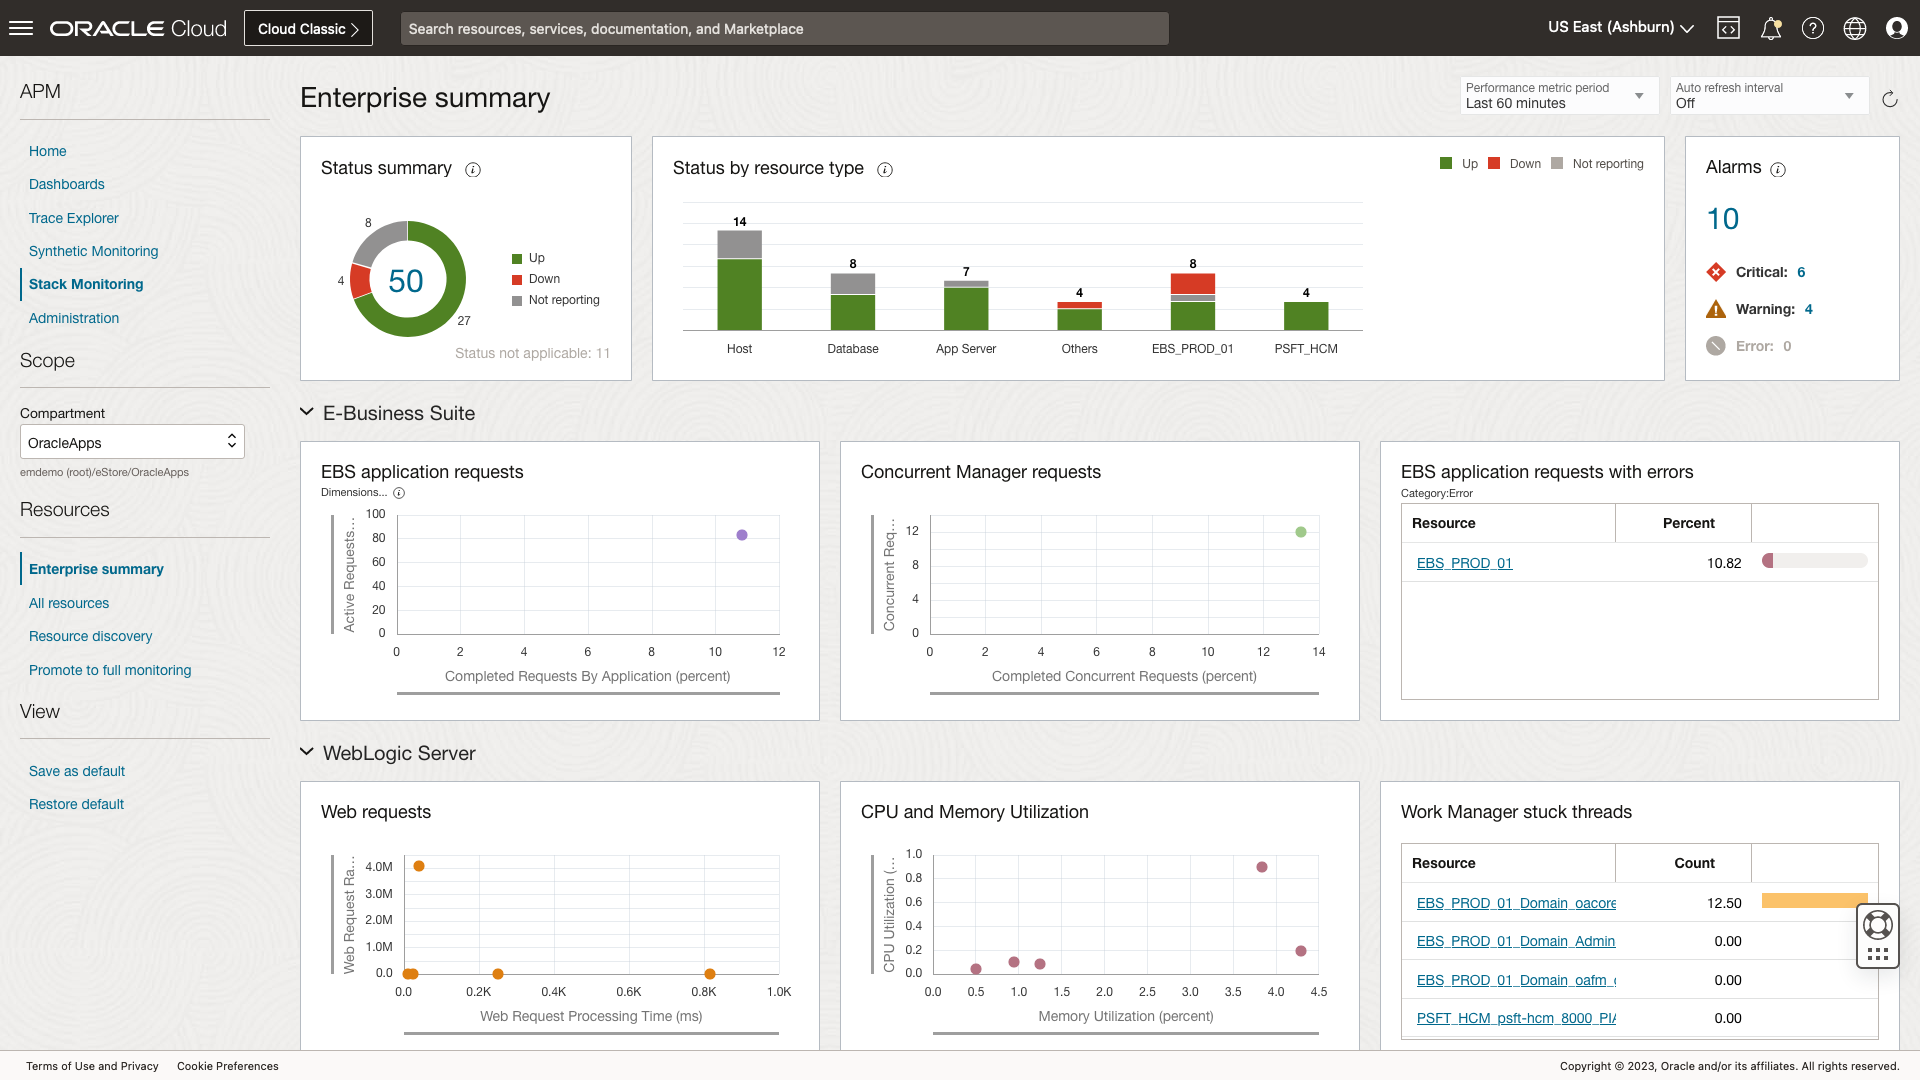 ORACLE Cloud
Cloud Classic
Search resources, services, documentation, and Marketplace
US East (Ashburn)
APM
Home
Dashboards
Trace Explorer
Synthetic Monitoring
Stack Monitoring
Administration
Scope
Compartment
OracleApps
emdemo (root)/eStore/OracleApps
Resources
Enterprise summary
All resources
Resource discovery
Promote to full monitoring
View
Save as default
Restore default
Enterprise summary
Performance metric period
Last 60 minutes
Auto refresh interval
Off
Status summary
8
4
50
27
Up
Down
Not reporting
Status not applicable: 11
Status by resource type
Up Down Not reporting
14 8 7 4 8 4
Host Database App Server Others EBS_PROD_01 PSFT_HCM
Alarms
10
Critical: 6
Warning: 4
Error: 0
E-Business Suite
EBS application requests
Dimensions...
Active Requests...
100
80
60
40
20
0
0 2 4 6 8 10 12
Completed Requests By Application (percent)
Concurrent Manager requests
Concurrent Req...
12
8
4
0
0 2 4 6 8 10 12 14
Completed Concurrent Requests (percent)
EBS application requests with errors
Category:Error
Resource Percent
EBS_PROD_01 10.82
WebLogic Server
Web requests
Web Request Ra...
4.0M
3.0M
2.0M
1.0M
0.0
0.0 0.2K 0.4K 0.6K 0.8K 1.0K
Web Request Processing Time (ms)
CPU and Memory Utilization
CPU Utilization (...
1.0
0.8
0.6
0.4
0.2
0.0
0.0 0.5 1.0 1.5 2.0 2.5 3.0 3.5 4.0 4.5
Memory Utilization (percent)
Work Manager stuck threads
Resource Count
EBS_PROD_01_Domain_oacore 12.50
EBS_PROD_01_Domain_Admin 0.00
EBS_PROD_01_Domain_oafm_ 0.00
PSFT_HCM_psft-hcm_8000_PIA 0.00
Terms of Use and Privacy Cookie Preferences
Copyright © 2023, Oracle and/or its affiliates. All rights reserved.